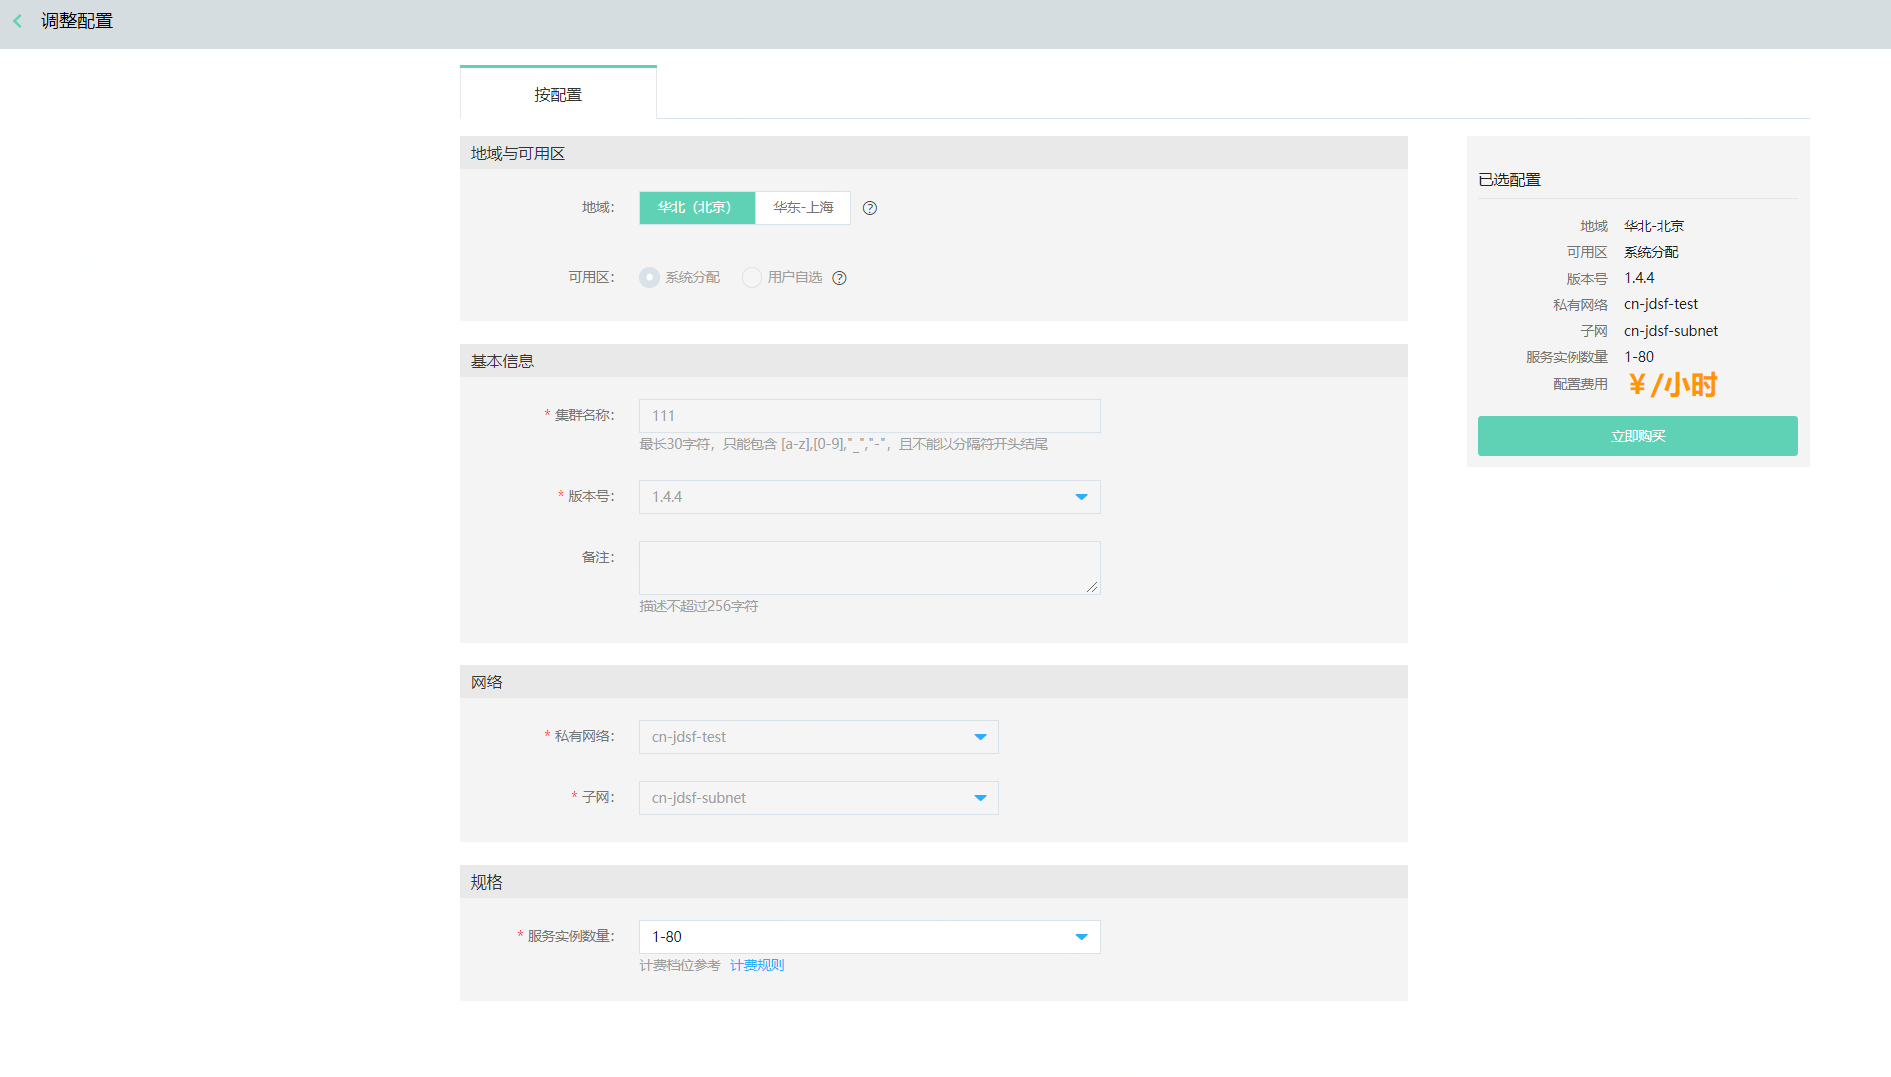 调整配置
按配置
地域与可用区
地域：
华北（北京） 华东-上海
可用区：
系统分配 用户自选
基本信息
* 集群名称：
111
最长30字符，只能包含 [a-z],[0-9],"_","-"，且不能以分隔符开头结尾
* 版本号：
1.4.4
备注：
描述不超过256字符
网络
* 私有网络：
cn-jdsf-test
* 子网：
cn-jdsf-subnet
规格
* 服务实例数量：
1-80
计费档位参考 计费规则
已选配置
地域 华北-北京
可用区 系统分配
版本号 1.4.4
私有网络 cn-jdsf-test
子网 cn-jdsf-subnet
服务实例数量 1-80
配置费用 ¥ /小时
立即购买